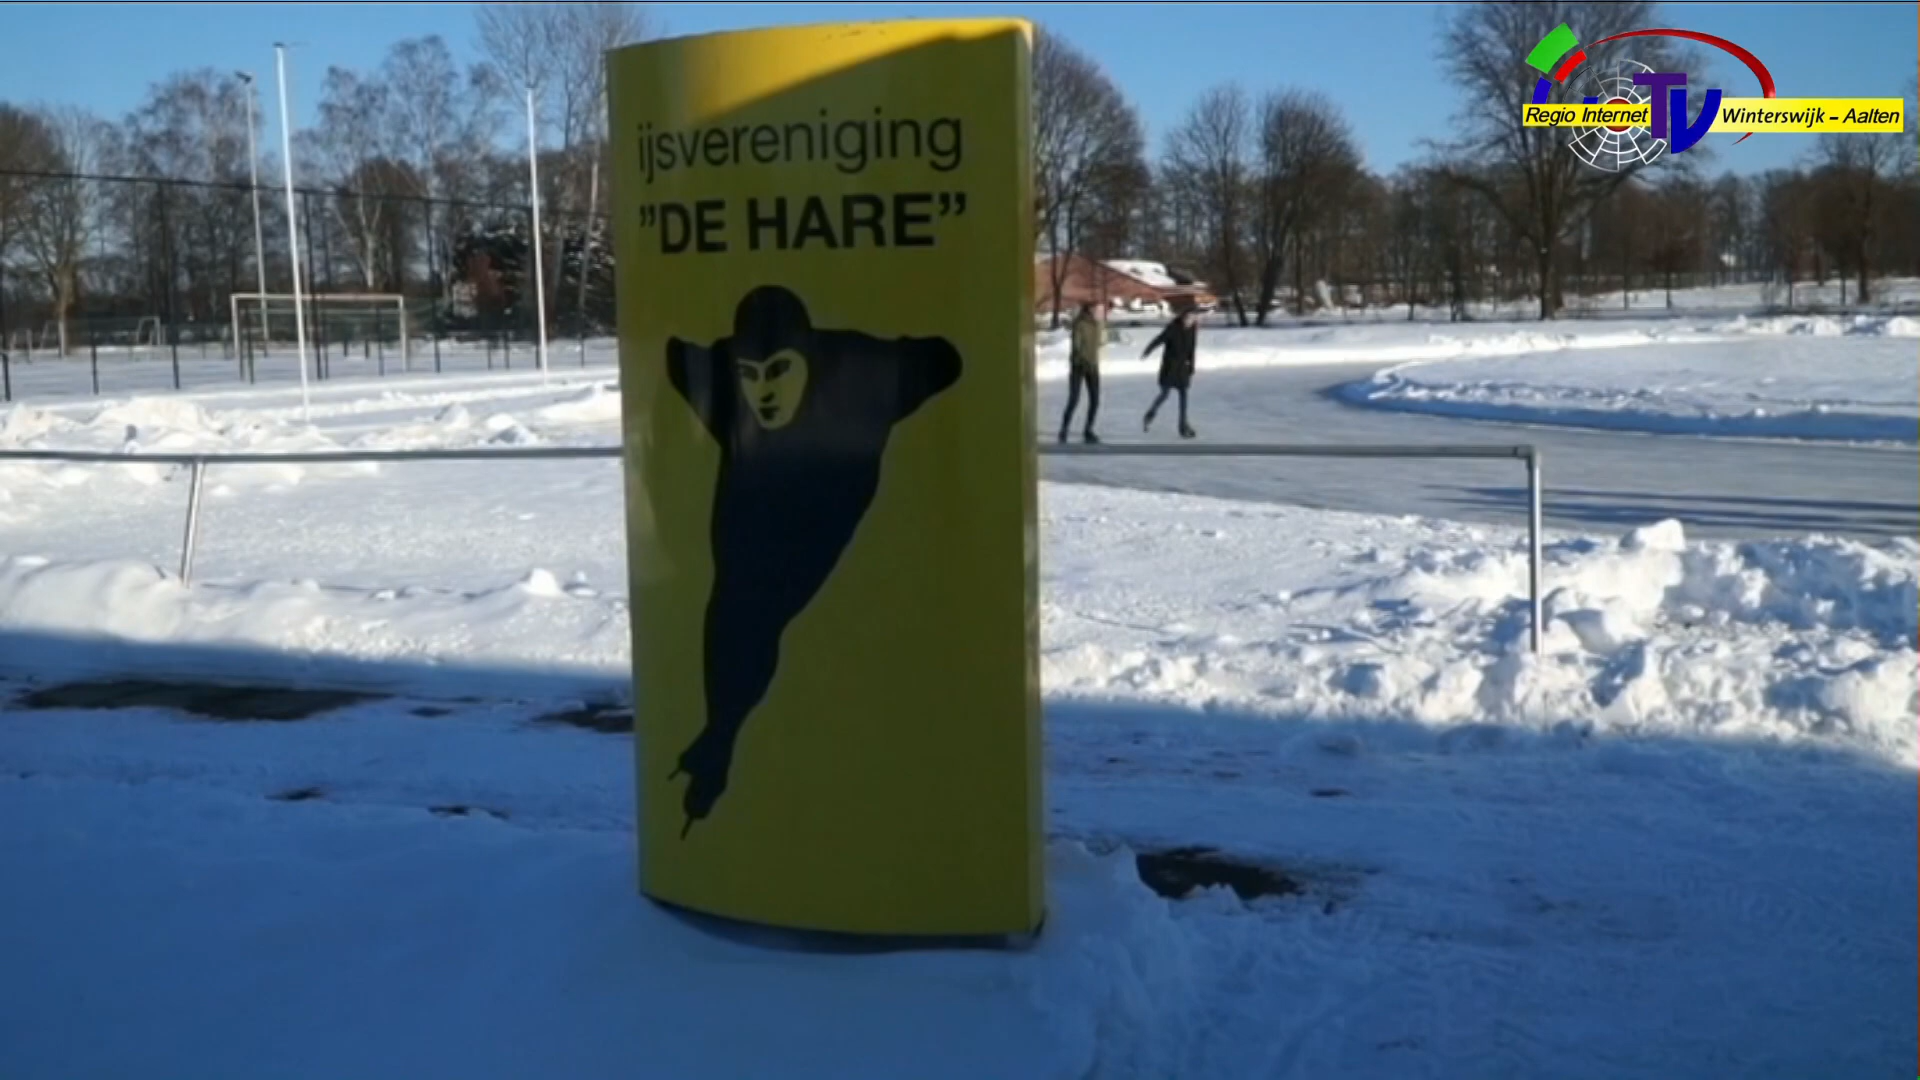 ijsvereniging
”DE HARE”
Regio Internet TV Winterswijk - Aalten